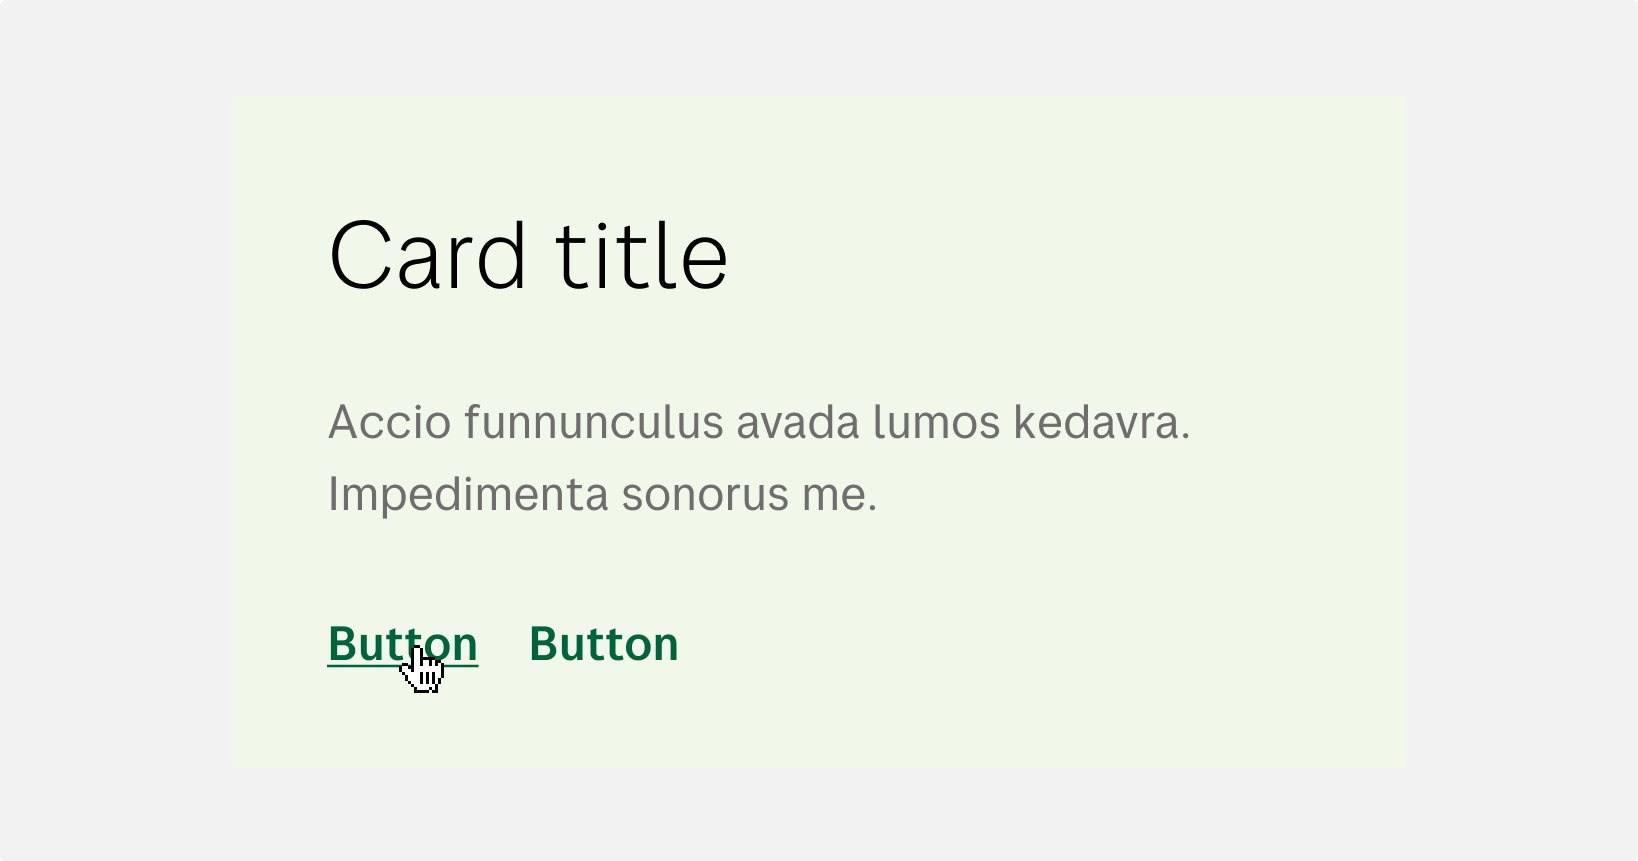 Card title
Accio funnunculus avada lumos kedavra.
Impedimenta sonorus me.
Button Button